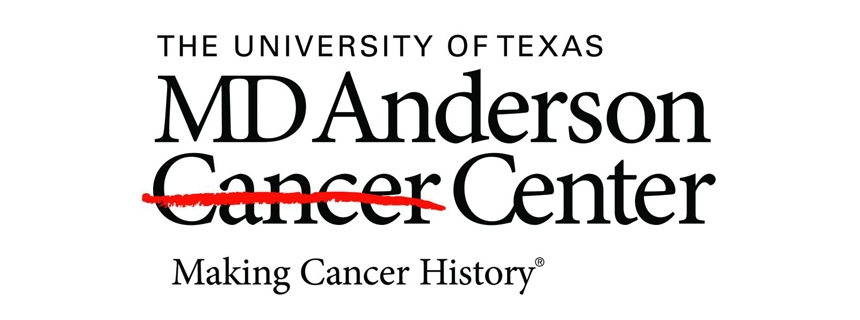 THE UNIVERSITY OF TEXAS
MD Anderson
Cancer Center
Making Cancer History®